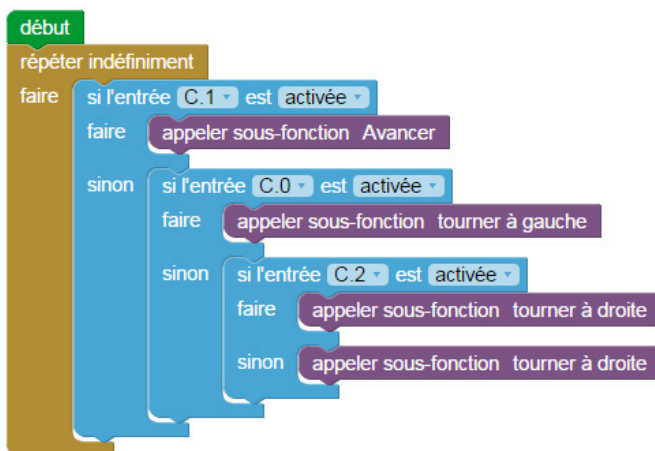 début
répéter indéfiniment
faire si l'entrée C.1 est activée
faire appeler sous-fonction Avancer
sinon si l'entrée C.0 est activée
faire appeler sous-fonction tourner à gauche
sinon si l'entrée C.2 est activée
faire appeler sous-fonction tourner à droite
sinon appeler sous-fonction tourner à droite